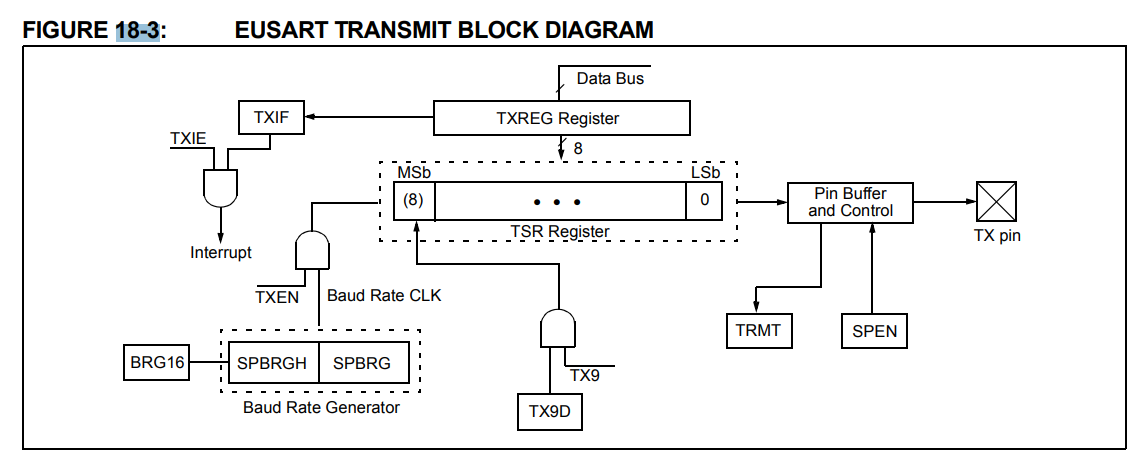 FIGURE 18-3: EUSART TRANSMIT BLOCK DIAGRAM
Data Bus
TXIF
TXREG Register
TXIE
8
MSb
LSb
(8)
• • •
0
Pin Buffer
and Control
TSR Register
TX pin
Interrupt
TXEN
Baud Rate CLK
TRMT
SPEN
BRG16
SPBRGH
SPBRG
TX9
Baud Rate Generator
TX9D